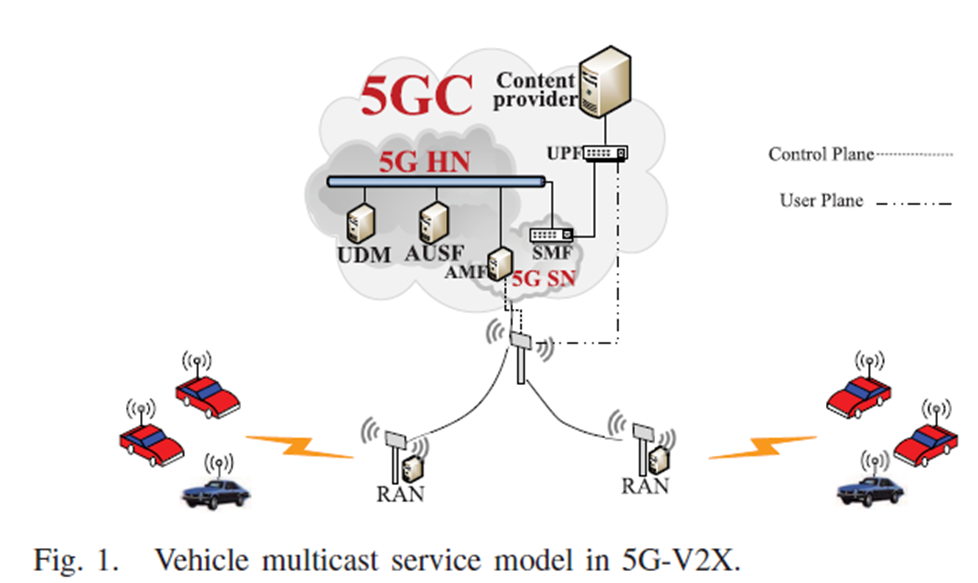 5GC
Content
provider
5G HN
UPF
Control Plane
User Plane
UDM
AUSF
AMF
SMF
5G SN
RAN
RAN
Fig. 1. Vehicle multicast service model in 5G-V2X.